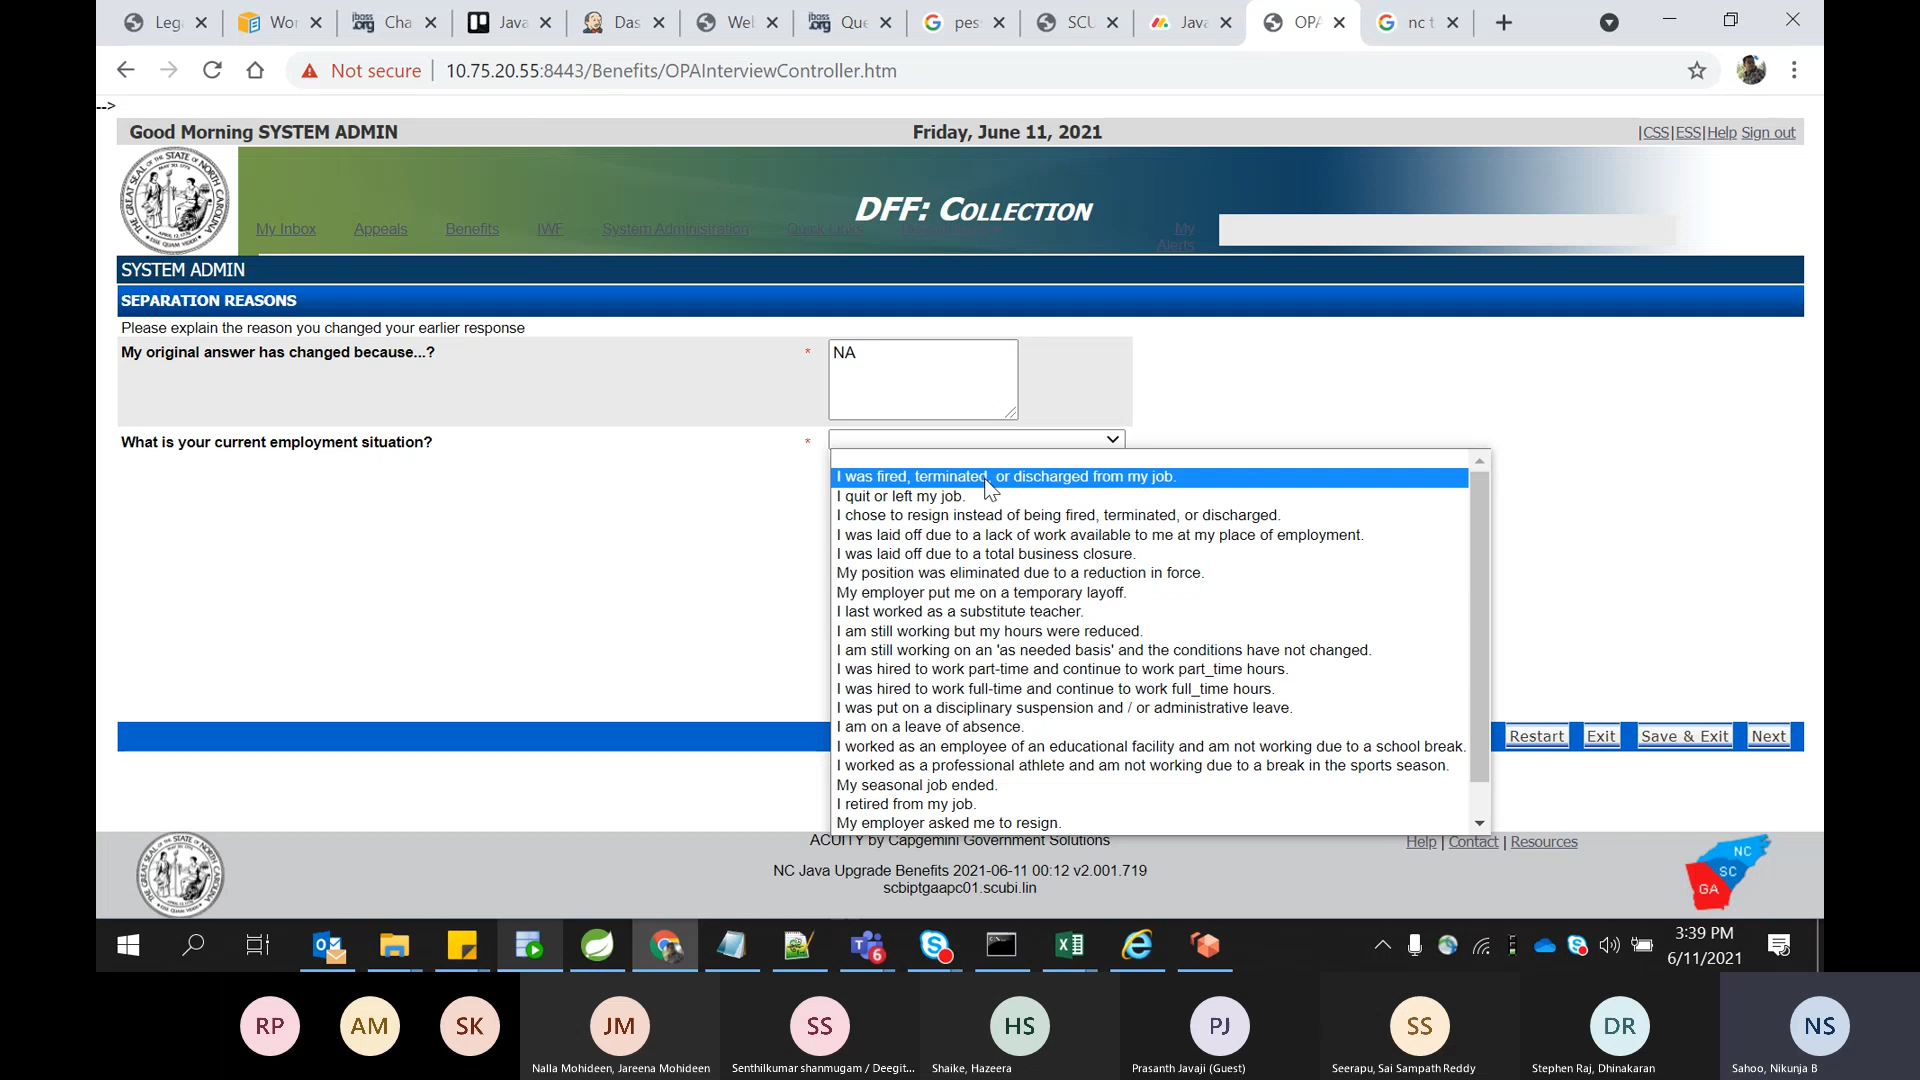 Leg
Wor
jboss.org Cha
Java
Das
Wel
jboss.org Que
pes
SCU
Java
OPA
nc t
Not secure
10.75.20.55:8443/Benefits/OPAInterviewController.htm
-->
Good Morning SYSTEM ADMIN
Friday, June 11, 2021
|CSS|ESS|Help Sign out
DFF: COLLECTION
My Inbox
Appeals
Benefits
IWF
System Administration
Quick Links
My Alerts
SYSTEM ADMIN
SEPARATION REASONS
Please explain the reason you changed your earlier response
My original answer has changed because...? *
NA
What is your current employment situation? *
I was fired, terminated, or discharged from my job.
I quit or left my job.
I chose to resign instead of being fired, terminated, or discharged.
I was laid off due to a lack of work available to me at my place of employment.
I was laid off due to a total business closure.
My position was eliminated due to a reduction in force.
My employer put me on a temporary layoff.
I last worked as a substitute teacher.
I am still working but my hours were reduced.
I am still working on an 'as needed basis' and the conditions have not changed.
I was hired to work part-time and continue to work part_time hours.
I was hired to work full-time and continue to work full_time hours.
I was put on a disciplinary suspension and / or administrative leave.
I am on a leave of absence.
I worked as an employee of an educational facility and am not working due to a school break.
I worked as a professional athlete and am not working due to a break in the sports season.
My seasonal job ended.
I retired from my job.
My employer asked me to resign.
Restart
Exit
Save & Exit
Next
ACUITY by Capgemini Government Solutions
Help | Contact | Resources
NC Java Upgrade Benefits 2021-06-11 00:12 v2.001.719
scbiptgaapc01.scubi.lin
NC
SC
GA
3:39 PM
6/11/2021
RP
AM
SK
JM
SS
HS
PJ
SS
DR
NS
Nalla Mohideen, Jareena Mohideen
Senthilkumar shanmugam / Deegit...
Shaike, Hazeera
Prasanth Javaji (Guest)
Seerapu, Sai Sampath Reddy
Stephen Raj, Dhinakaran
Sahoo, Nikunja B